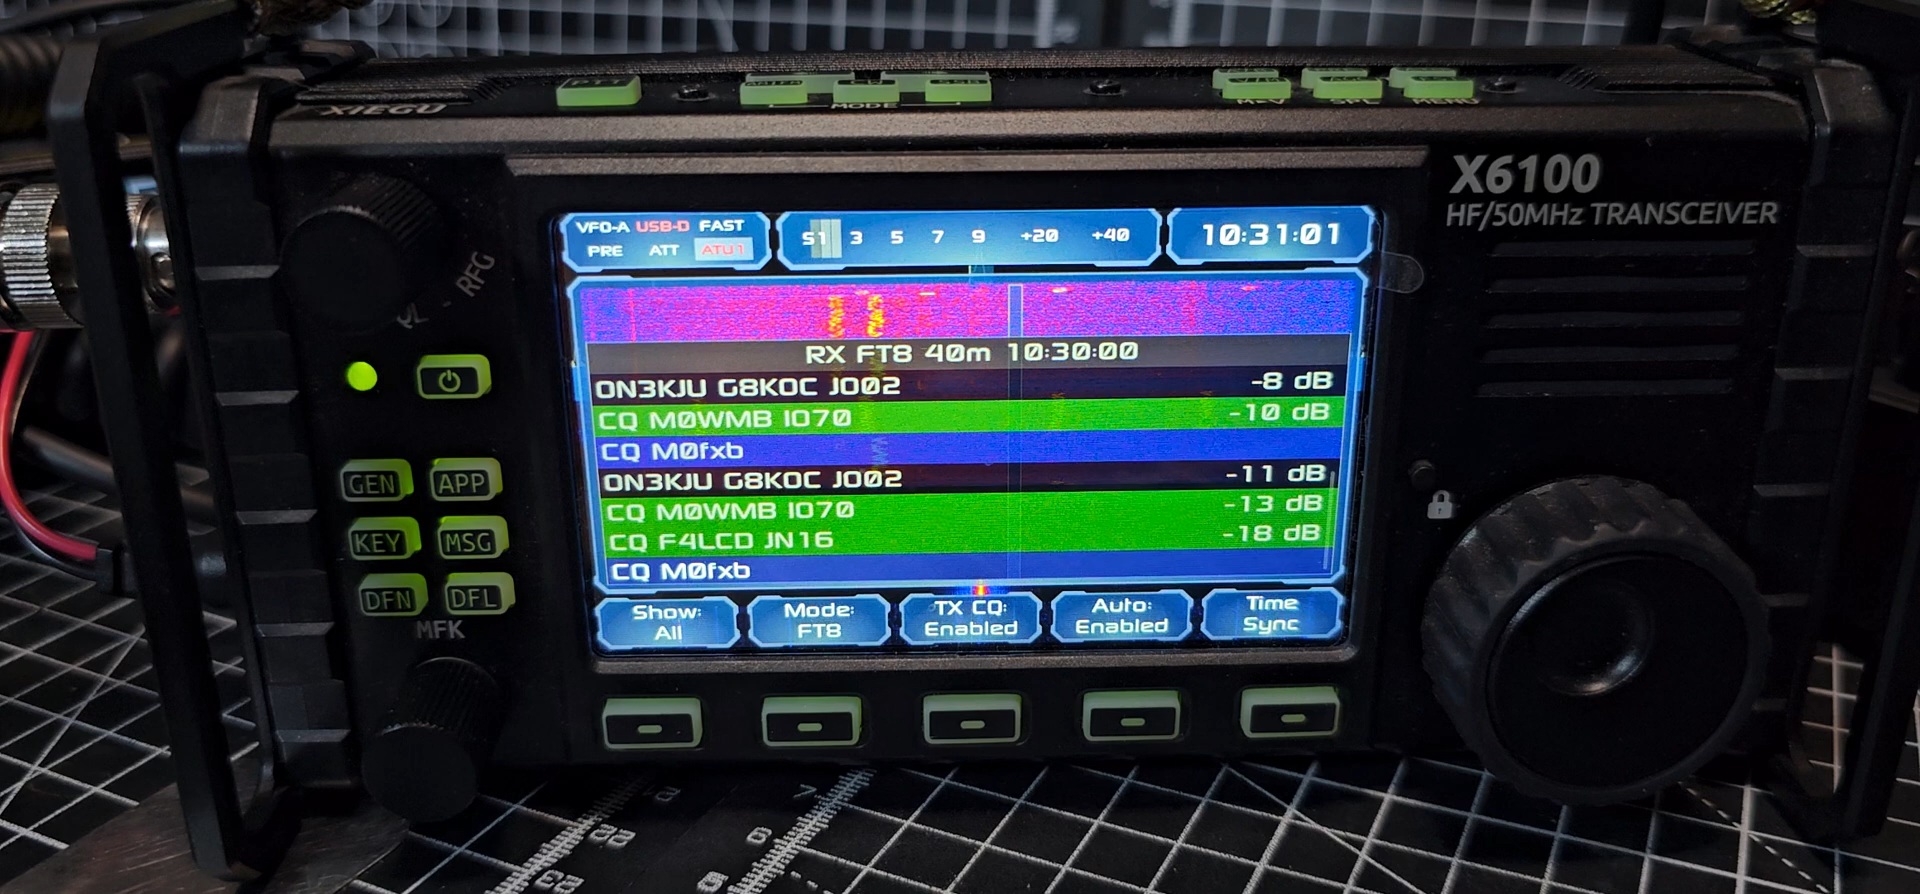 XIEGU
MODE
X6100
HF/50MHz TRANSCEIVER
VFO-A USB-D FAST
PRE ATT ATU1
S1 3 5 7 9 +20 +40
10:31:01
RFG
RX FT8 40m 10:30:00
ON3KJU G8KOC JO02 -8 dB
CQ M0WMB IO70 -10 dB
CQ M0fxb
ON3KJU G8KOC JO02 -11 dB
CQ M0WMB IO70 -13 dB
CQ F4LCD JN16 -18 dB
CQ M0fxb
GEN APP
KEY MSG
DFN DFL
MFK
Show: All
Mode: FT8
TX CQ: Enabled
Auto: Enabled
Time Sync